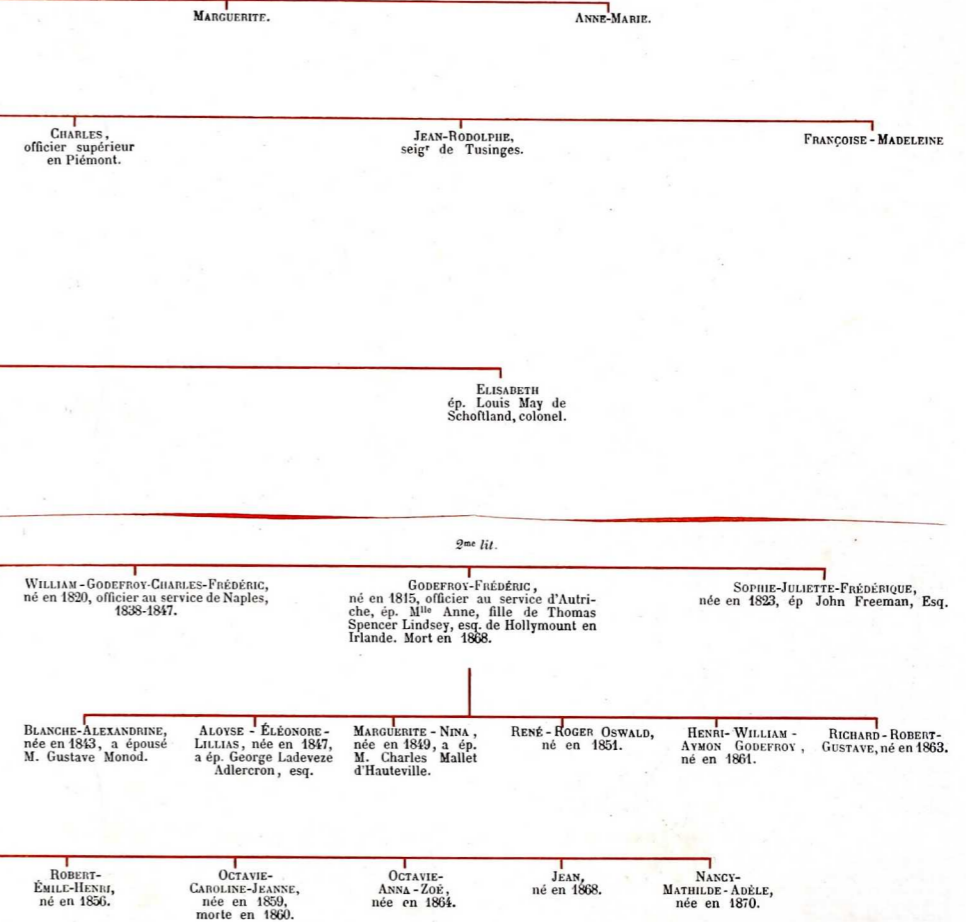 MARGUERITE.
ANNE-MARIE.
CHARLES,
officier supérieur
en Piémont.
JEAN-RODOLPHE,
seigr de Tusinges.
FRANÇOISE-MADELEINE
ELISABETH
ép. Louis May de
Schoftland, colonel.
2me lit.
WILLIAM-GODEFROY-CHARLES-FRÉDÉRIC,
né en 1820, officier au service de Naples,
1838-1847.
GODEFROY-FRÉDÉRIC,
né en 1815, officier au service d'Autri-
che, ép. Mlle Anne, fille de Thomas
Spencer Lindsey, esq. de Hollymount en
Irlande. Mort en 1868.
SOPHIE-JULIETTE-FRÉDÉRIQUE,
née en 1823, ép John Freeman, Esq.
BLANCHE-ALEXANDRINE,
née en 1843, a épousé
M. Gustave Monod.
ALOYSE - ÉLÉONORE-
LILLIAS, née en 1847,
a ép. George Ladeveze
Adlercron, esq.
MARGUERITE - NINA,
née en 1849, a ép.
M. Charles Mallet
d'Hauteville.
RENÉ-ROGER OSWALD,
né en 1851.
HENRI-WILLIAM-
AYMON GODEFROY,
né en 1861.
RICHARD-ROBERT-
GUSTAVE, né en 1863.
ROBERT-
ÉMILE-HENRI,
né en 1856.
OCTAVIE-
CAROLINE-JEANNE,
née en 1859,
morte en 1860.
OCTAVIE-
ANNA-ZOÉ,
née en 1864.
JEAN,
né en 1868.
NANCY-
MATHILDE-ADÈLE,
née en 1870.